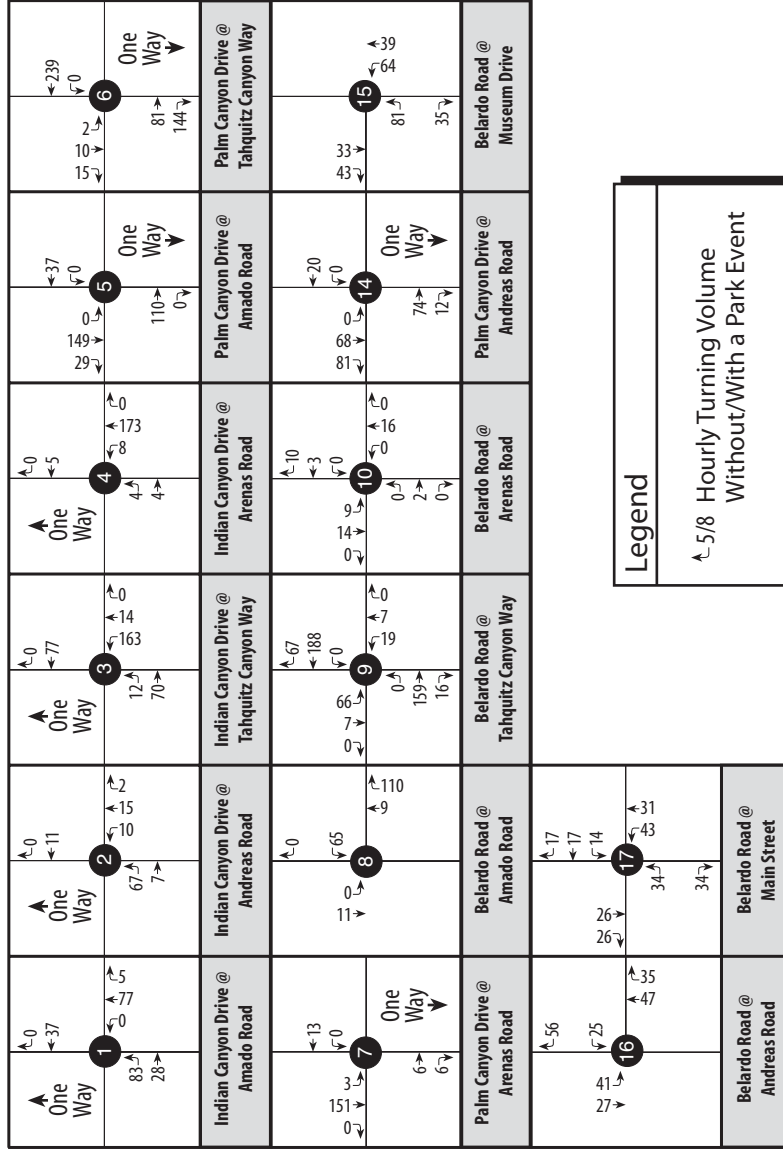 One
Way
0
37
5
77
0
1
83
28
Indian Canyon Drive @
Amado Road
One
Way
0
11
2
15
10
2
67
7
Indian Canyon Drive @
Andreas Road
One
Way
0
77
0
14
163
3
12
70
Indian Canyon Drive @
Tahquitz Canyon Way
One
Way
0
5
0
173
8
4
4
4
Indian Canyon Drive @
Arenas Road
29
149
0
37
0
5
110
0
One
Way
Palm Canyon Drive @
Amado Road
15
10
2
239
0
6
81
144
One
Way
Palm Canyon Drive @
Tahquitz Canyon Way
0
151
3
13
0
7
6
6
One
Way
Palm Canyon Drive @
Arenas Road
11
0
0
65
8
110
9
Belardo Road @
Amado Road
0
7
66
67
188
0
9
0
7
19
0
159
16
Belardo Road @
Tahquitz Canyon Way
0
14
9
10
3
0
10
0
16
0
0
2
0
Belardo Road @
Arenas Road
81
68
0
20
0
14
74
12
One
Way
Palm Canyon Drive @
Andreas Road
43
33
15
39
64
81
35
Belardo Road @
Museum Drive
27
41
56
25
16
35
47
Belardo Road @
Andreas Road
26
26
17
17
14
17
31
43
34
34
Belardo Road @
Main Street
Legend
5/8 Hourly Turning Volume
Without/With a Park Event